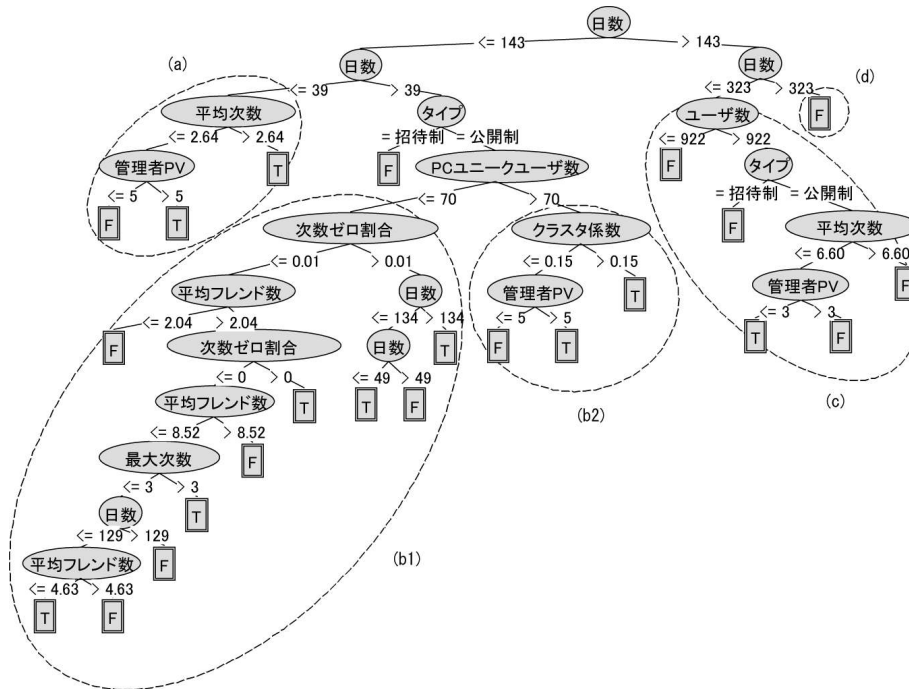 日数
<= 143 > 143
(a) 日数 日数 (d)
<= 39 > 39 <= 323 > 323
平均次数 タイプ ユーザ数 F
<= 2.64 > 2.64 = 招待制 = 公開制 <= 922 > 922
管理者PV T F PCユニークユーザ数 F タイプ
<= 5 > 5 <= 70 > 70 = 招待制 = 公開制
F T 次数ゼロ割合 クラスタ係数 F 平均次数
<= 0.01 > 0.01 <= 0.15 > 0.15 <= 6.60 > 6.60
平均フレンド数 日数 管理者PV T 管理者PV F
<= 2.04 > 2.04 <= 134 > 134 <= 5 > 5 <= 3 > 3
F 次数ゼロ割合 日数 T F T T F
<= 0 > 0 <= 49 > 49
平均フレンド数 T T F (b2) (c)
<= 8.52 > 8.52
最大次数 F
<= 3 > 3
日数 T
<= 129 > 129
平均フレンド数 F (b1)
<= 4.63 > 4.63
T F